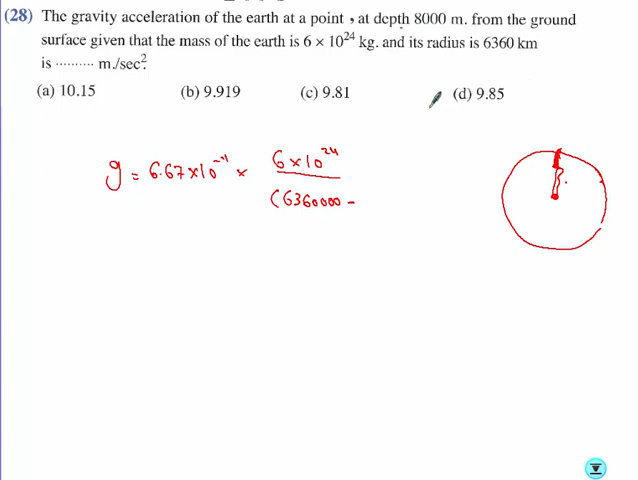 (28) The gravity acceleration of the earth at a point , at depth 8000 m. from the ground
surface given that the mass of the earth is 6 × 10²⁴ kg. and its radius is 6360 km
is ·········· m./sec².
(a) 10.15 (b) 9.919 (c) 9.81 (d) 9.85
g = 6.67 × 10⁻¹¹ × 6 × 10²⁴
(6360000 -